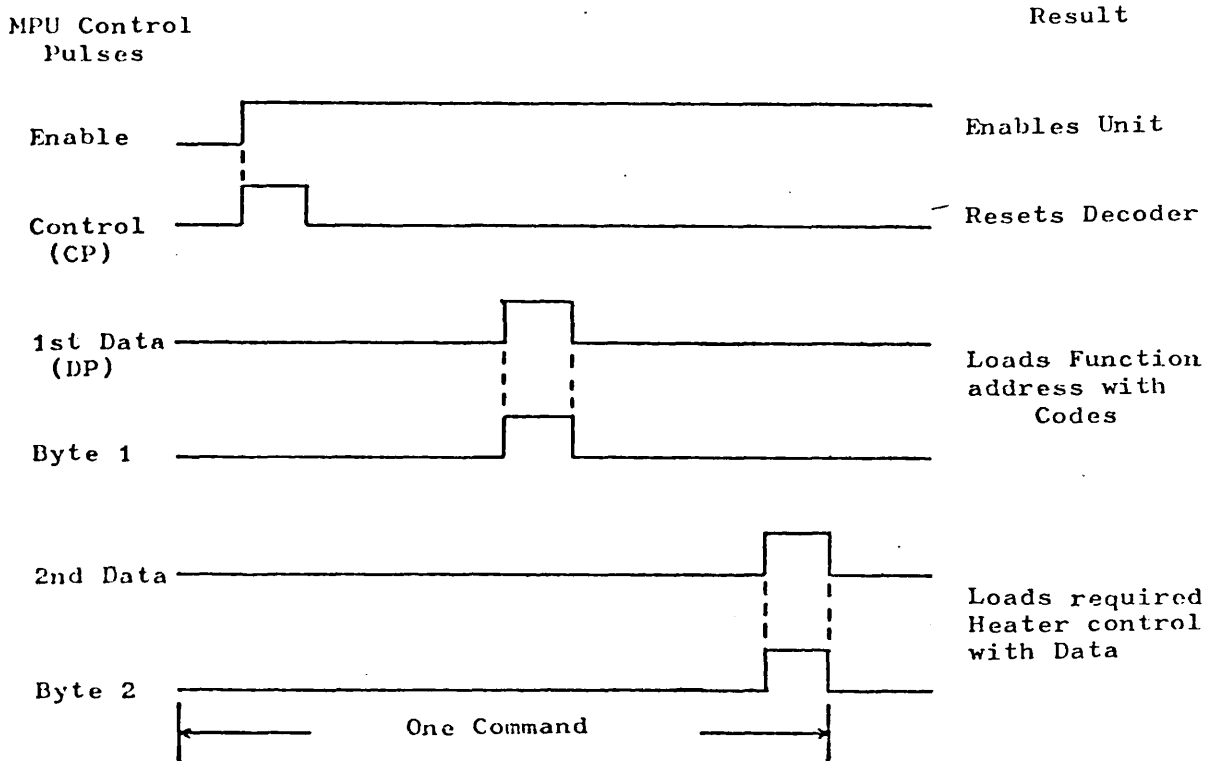 MPU Control
Pulses
Result
Enable
Enables Unit
Control
(CP)
Resets Decoder
1st Data
(DP)
Loads Function
address with
Codes
Byte 1
2nd Data
Loads required
Heater control
with Data
Byte 2
One Command